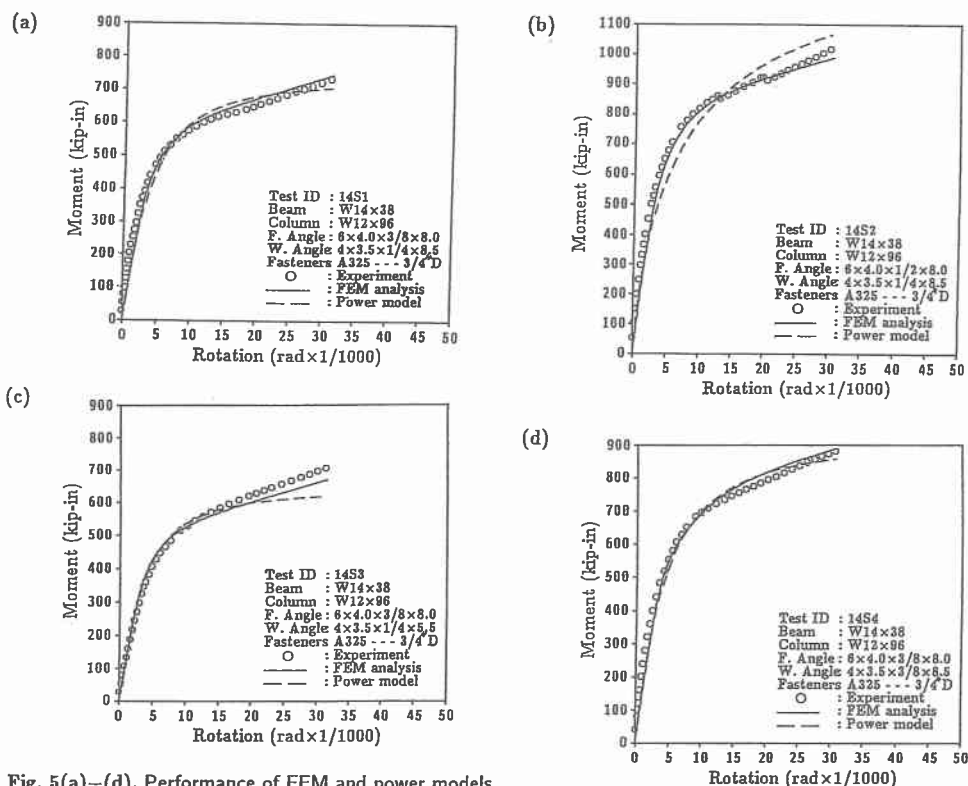 (a)
900
800
700
600
500
400
300
200
100
0
Moment (kip-in)
Test ID : 14S1
Beam : W14×38
Column : W12×96
F. Angle : 6×4.0×3/8×8.0
W. Angle: 4×3.5×1/4×8.5
Fasteners: A325 - - - 3/4"D
O : Experiment
: FEM analysis
: Power model
0 5 10 15 20 25 30 35 40 45 50
Rotation (rad×1/1000)
(b)
1100
1000
900
800
700
600
500
400
300
200
100
0
Moment (kip-in)
Test ID : 14S2
Beam : W14×38
Column : W12×96
F. Angle : 6×4.0×1/2×8.0
W. Angle: 4×3.5×1/4×8.5
Fasteners: A325 - - - 3/4"D
O : Experiment
: FEM analysis
: Power model
0 5 10 15 20 25 30 35 40 45 50
Rotation (rad×1/1000)
(c)
900
800
700
600
500
400
300
200
100
0
Moment (kip-in)
Test ID : 14S3
Beam : W14×38
Column : W12×96
F. Angle : 6×4.0×3/8×8.0
W. Angle: 4×3.5×1/4×5.5
Fasteners: A325 - - - 3/4"D
O : Experiment
: FEM analysis
: Power model
0 5 10 15 20 25 30 35 40 45 50
Rotation (rad×1/1000)
(d)
900
800
700
600
500
400
300
200
100
0
Moment (kip-in)
Test ID : 14S4
Beam : W14×38
Column : W12×96
F. Angle : 6×4.0×3/8×8.0
W. Angle: 4×3.5×3/8×8.5
Fasteners: A325 - - - 3/4"D
O : Experiment
: FEM analysis
: Power model
0 5 10 15 20 25 30 35 40 45 50
Rotation (rad×1/1000)
Fig. 5(a)–(d). Performance of FEM and power models